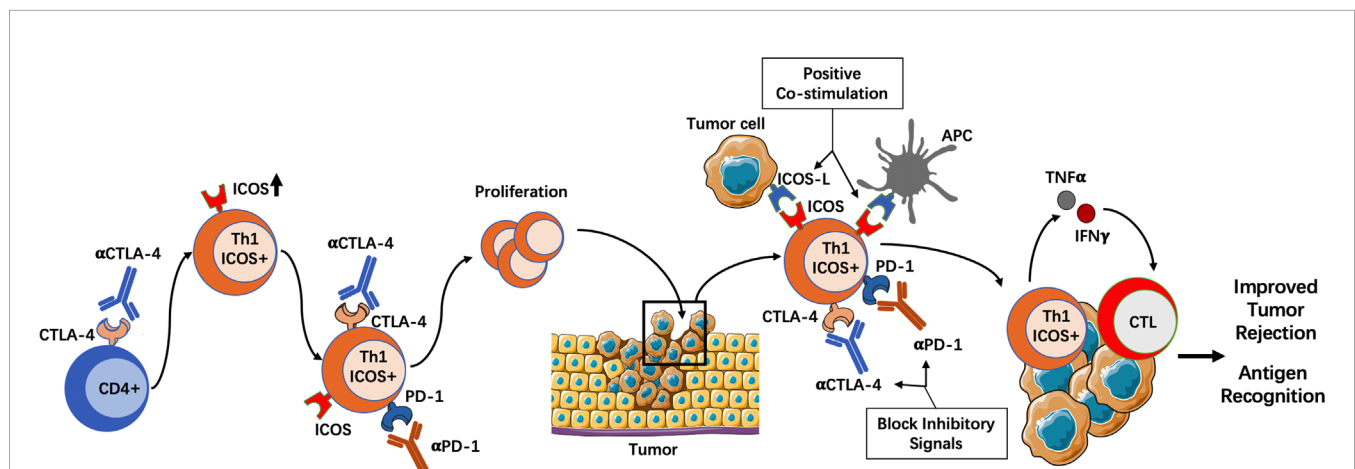 αCTLA-4
CTLA-4
CD4+
ICOS
Th1
ICOS+
αCTLA-4
CTLA-4
Th1
ICOS+
ICOS
PD-1
αPD-1
Proliferation
Tumor
Positive
Co-stimulation
Tumor cell
APC
ICOS-L
ICOS
Th1
ICOS+
PD-1
CTLA-4
αPD-1
αCTLA-4
Block Inhibitory
Signals
TNFα
IFNγ
Th1
ICOS+
CTL
Improved
Tumor
Rejection
Antigen
Recognition